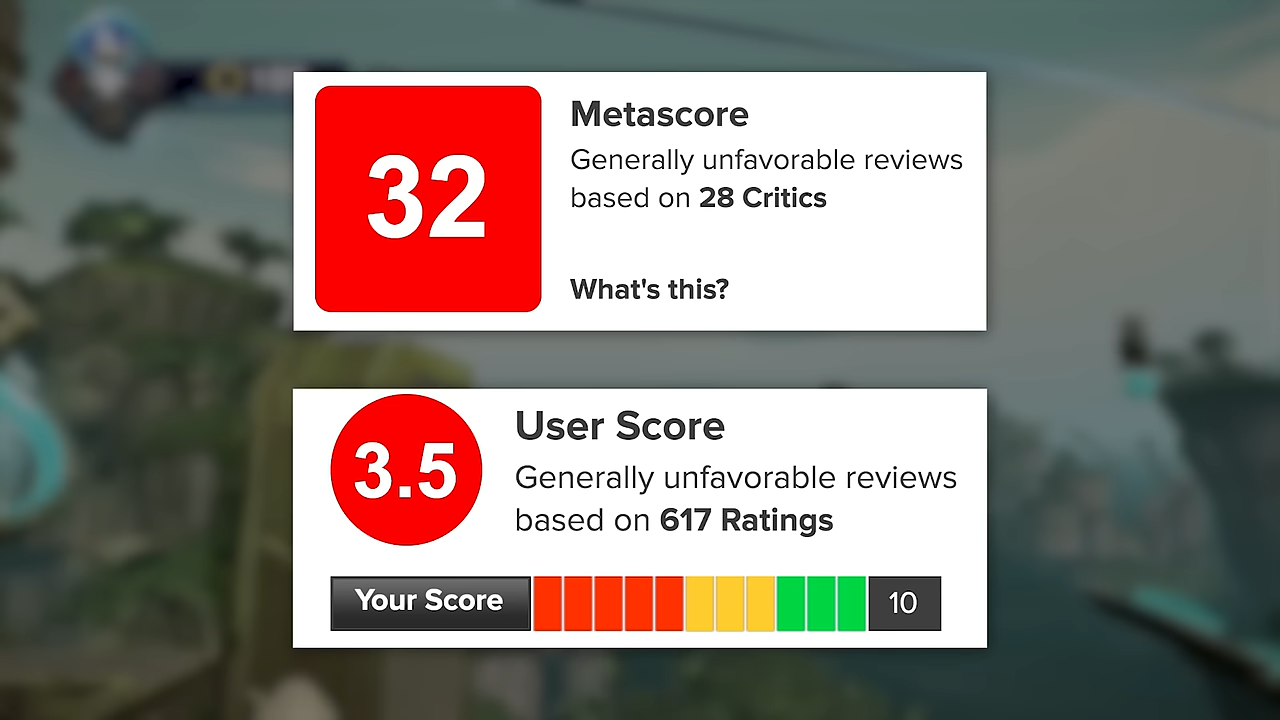 32
Metascore
Generally unfavorable reviews
based on 28 Critics
What's this?
3.5
User Score
Generally unfavorable reviews
based on 617 Ratings
Your Score
10